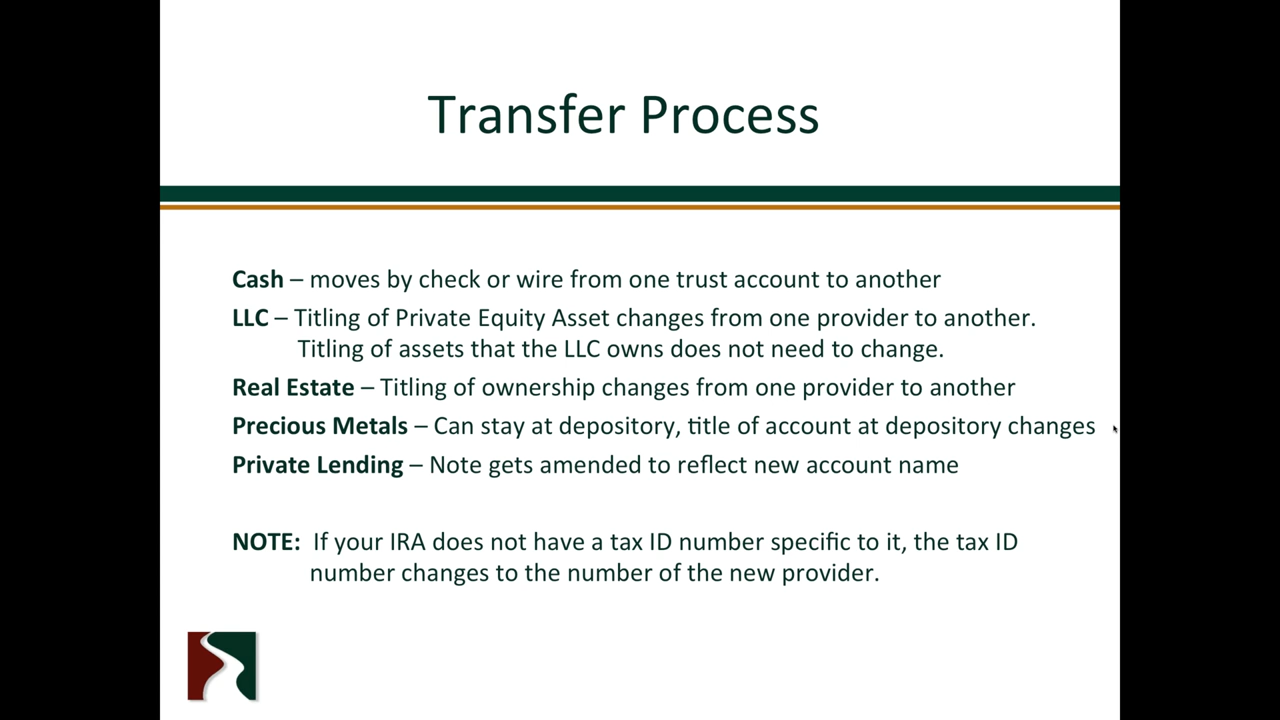 Transfer Process
Cash – moves by check or wire from one trust account to another
LLC – Titling of Private Equity Asset changes from one provider to another.
Titling of assets that the LLC owns does not need to change.
Real Estate – Titling of ownership changes from one provider to another
Precious Metals – Can stay at depository, title of account at depository changes
Private Lending – Note gets amended to reflect new account name
NOTE: If your IRA does not have a tax ID number specific to it, the tax ID
number changes to the number of the new provider.